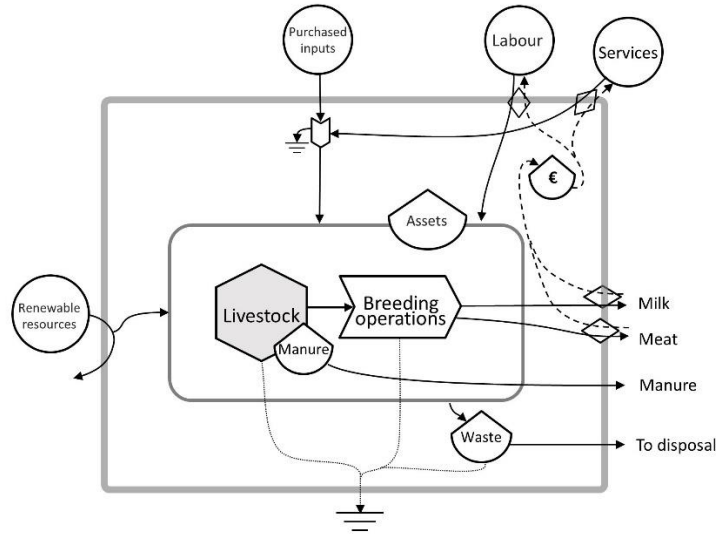 Purchased
inputs
Labour
Services
€
Assets
Renewable
resources
Livestock
Breeding
operations
Manure
Milk
Meat
Manure
Waste
To disposal